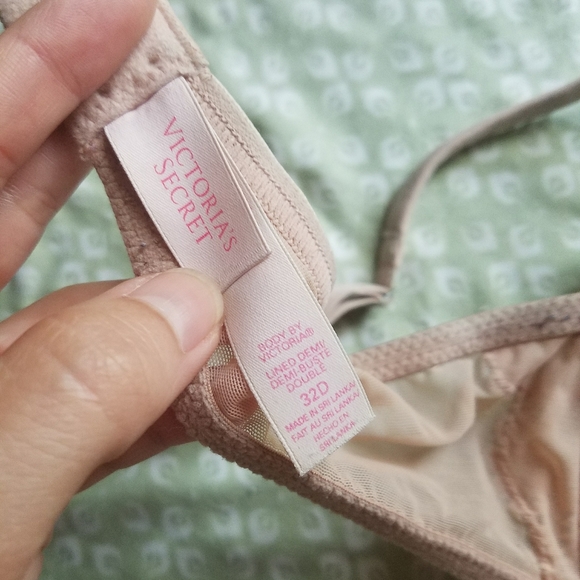 VICTORIA'S
SECRET
BODY BY
VICTORIA®
LINED DEMI
DEMI-BUSTE
DOUBLE
32D
MADE IN SRI LANKA/
FAIT AU SRI LANKA/
HECHO EN
SRI LANKA